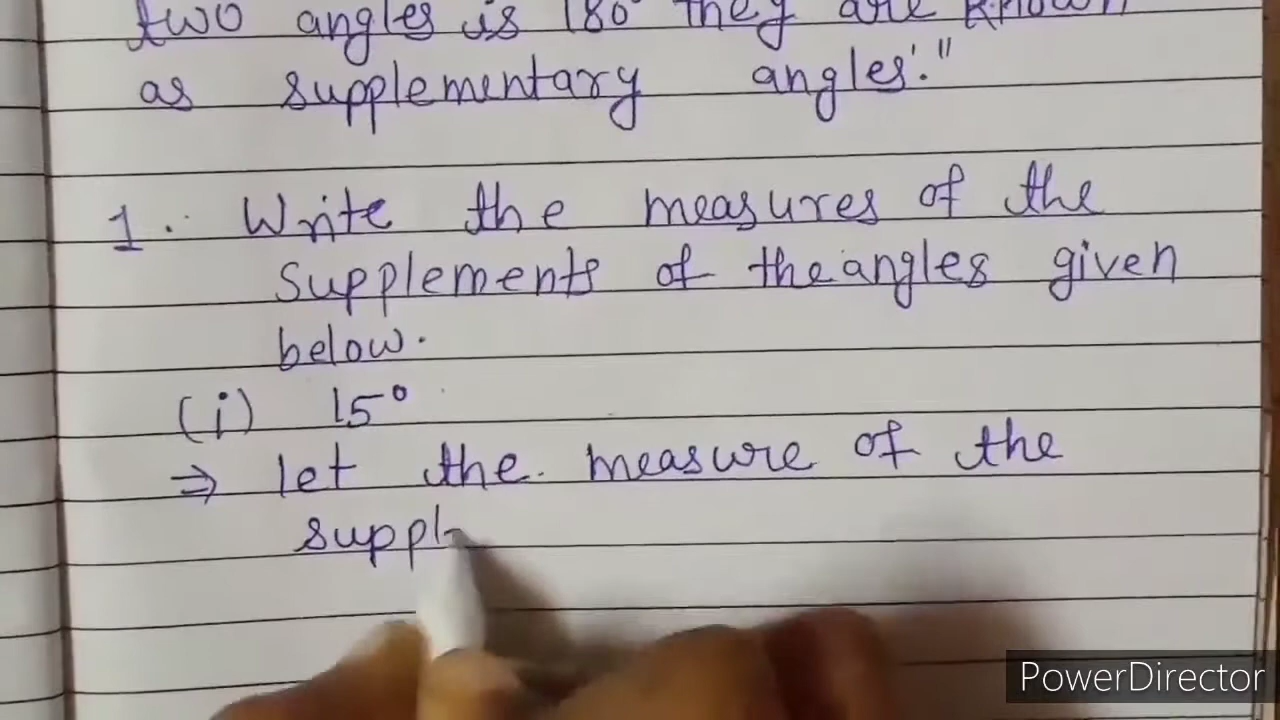 two angles is 180° they are known
as supplementary angles."
1. Write the measures of the
supplements of the angles given
below.
(i) 15°
⇒ let the measure of the
suppl
PowerDirector